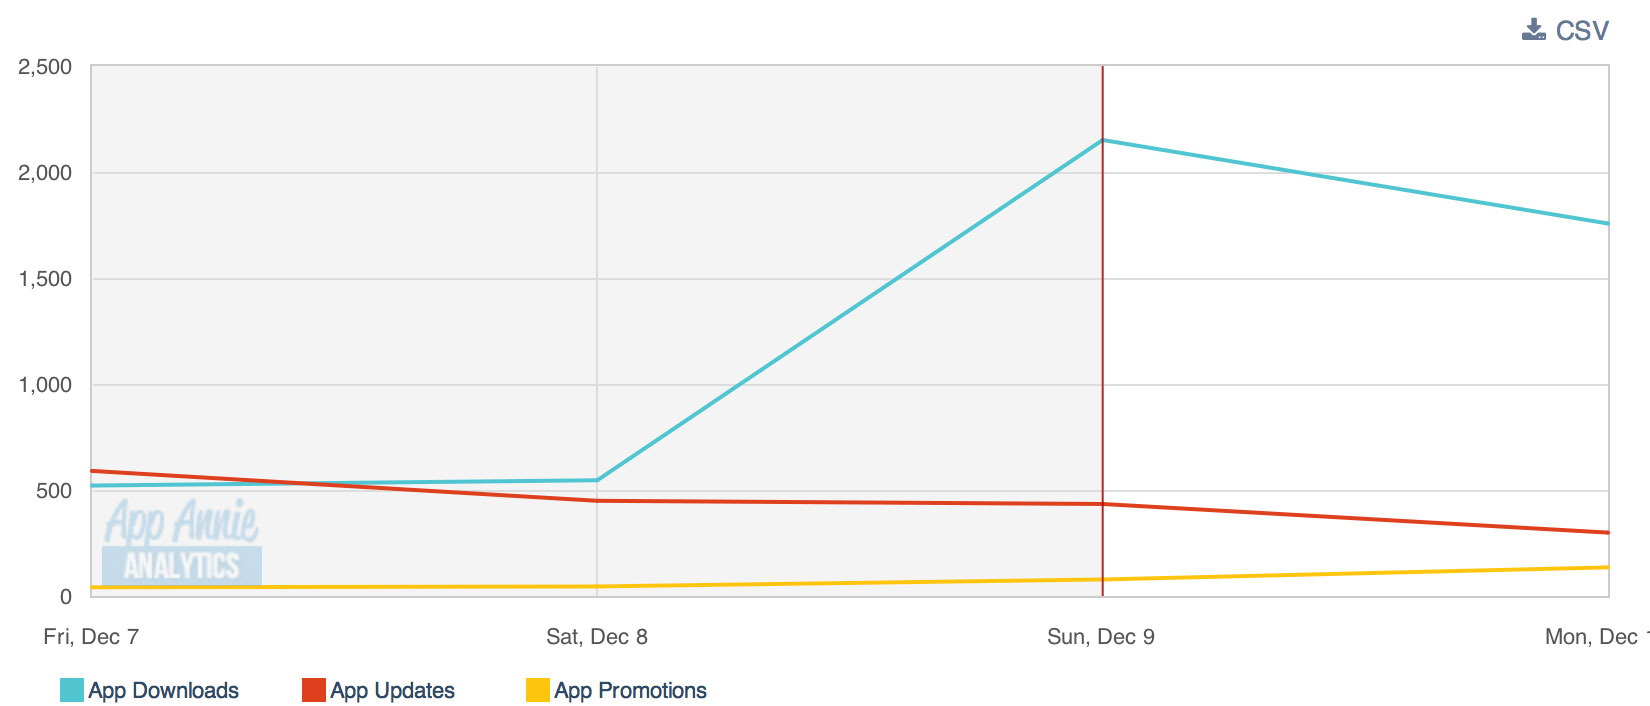 CSV
2,500
2,000
1,500
1,000
500
0
App Annie
ANALYTICS
Fri, Dec 7 Sat, Dec 8 Sun, Dec 9 Mon, Dec 1
App Downloads App Updates App Promotions